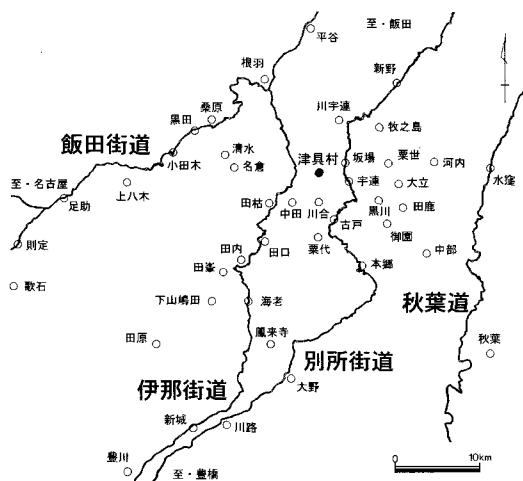 至・飯田
平谷
新野
根羽
桑原
川宇連
黒田
牧之島
飯田街道
清水
津具村
坂場
粟世
河内
小田木
名倉
水窪
至・名古屋
上八木
宇連
大立
足助
田枯
中田
川合
黒川
田鹿
古戸
御園
則定
田口
粟代
田内
中部
本郷
田峯
歌石
下山嶋田
海老
秋葉道
田原
鳳来寺
秋葉
別所街道
伊那街道
大野
新城
川路
豊川
至・豊橋
0
10km